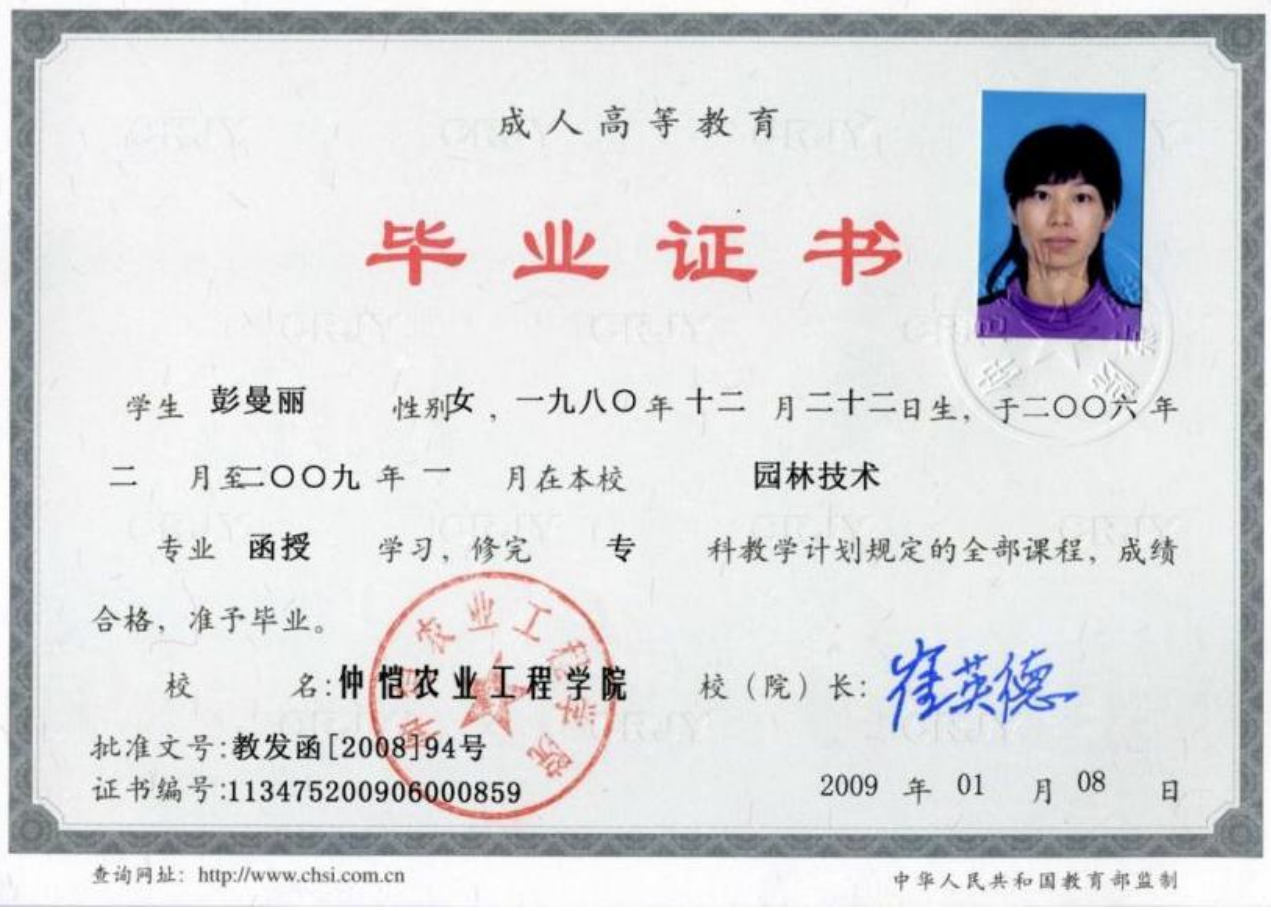 成人高等教育
毕业证书
学生 彭曼丽 性别女，一九八〇年十二月二十二日生，于二〇〇六年
二月至二〇〇九年一月在本校 园林技术
专业 函授 学习，修完 专 科教学计划规定的全部课程，成绩
合格，准予毕业。
校 名:仲恺农业工程学院 校（院）长: 崔英德
批准文号:教发函[2008]94号
证书编号:113475200906000859
2009 年 01 月 08 日
查询网址：http://www.chsi.com.cn
中华人民共和国教育部监制